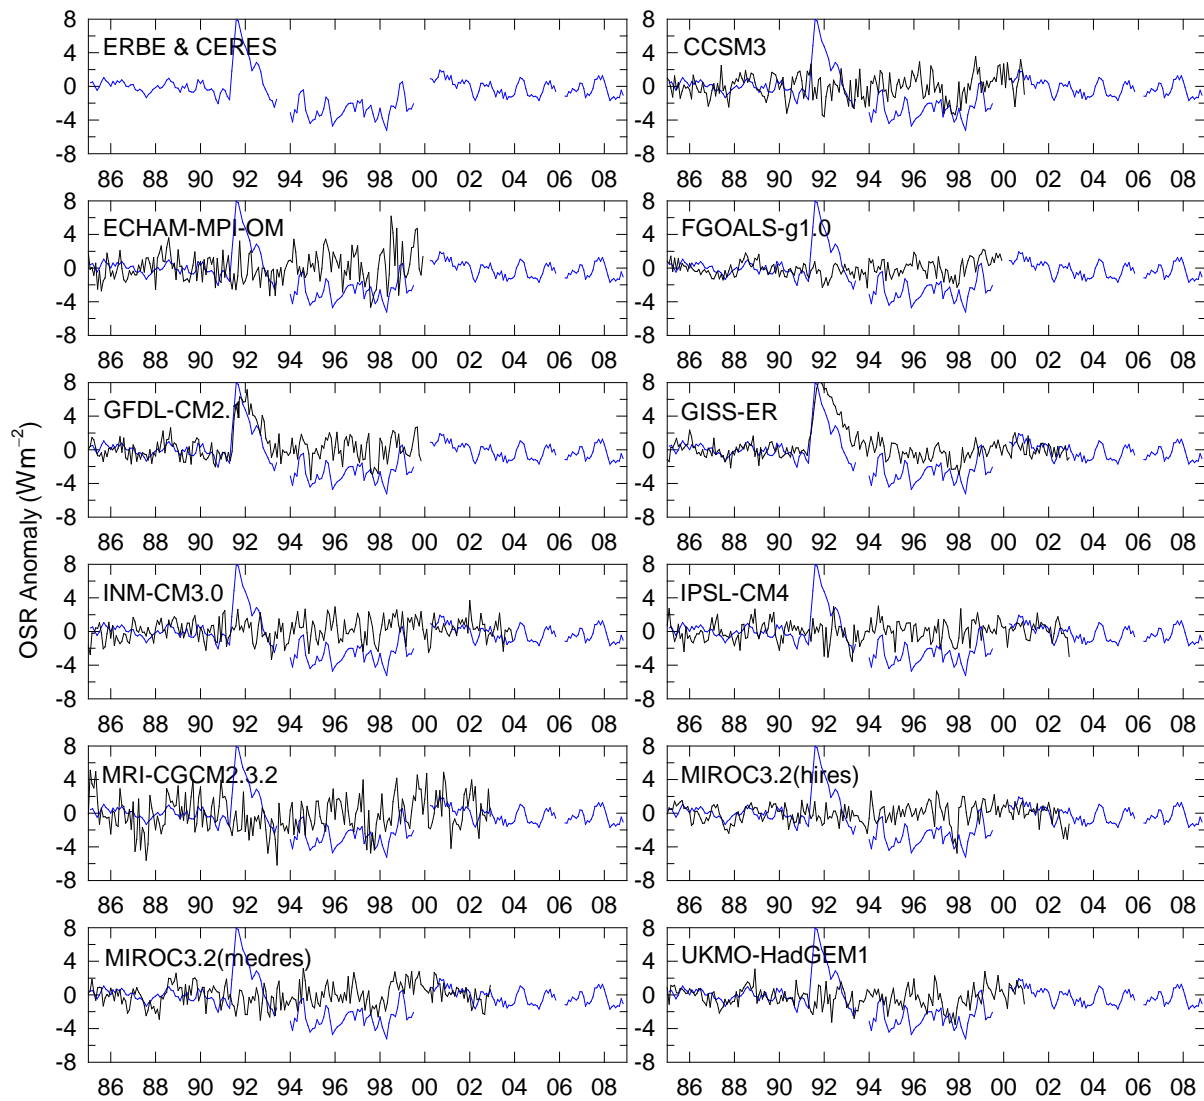 OSR Anomaly (Wm−2)
8
4
0
-4
-8
ERBE & CERES
86 88 90 92 94 96 98 00 02 04 06 08
8
4
0
-4
-8
CCSM3
86 88 90 92 94 96 98 00 02 04 06 08
8
4
0
-4
-8
ECHAM-MPI-OM
86 88 90 92 94 96 98 00 02 04 06 08
8
4
0
-4
-8
FGOALS-g1.0
86 88 90 92 94 96 98 00 02 04 06 08
8
4
0
-4
-8
GFDL-CM2.1
86 88 90 92 94 96 98 00 02 04 06 08
8
4
0
-4
-8
GISS-ER
86 88 90 92 94 96 98 00 02 04 06 08
8
4
0
-4
-8
INM-CM3.0
86 88 90 92 94 96 98 00 02 04 06 08
8
4
0
-4
-8
IPSL-CM4
86 88 90 92 94 96 98 00 02 04 06 08
8
4
0
-4
-8
MRI-CGCM2.3.2
86 88 90 92 94 96 98 00 02 04 06 08
8
4
0
-4
-8
MIROC3.2(hires)
86 88 90 92 94 96 98 00 02 04 06 08
8
4
0
-4
-8
MIROC3.2(medres)
86 88 90 92 94 96 98 00 02 04 06 08
8
4
0
-4
-8
UKMO-HadGEM1
86 88 90 92 94 96 98 00 02 04 06 08